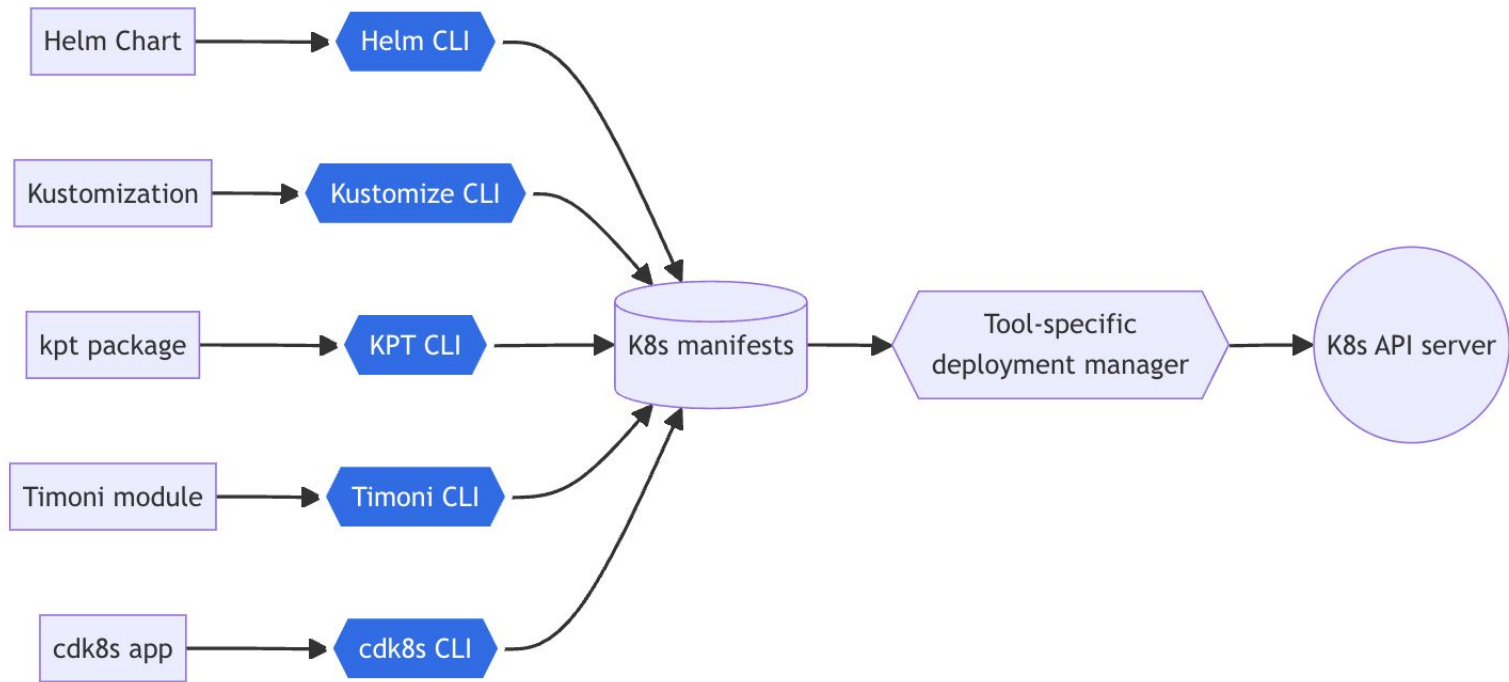 Helm Chart
Helm CLI
Kustomization
Kustomize CLI
kpt package
KPT CLI
K8s manifests
Tool-specific
deployment manager
K8s API server
Timoni module
Timoni CLI
cdk8s app
cdk8s CLI